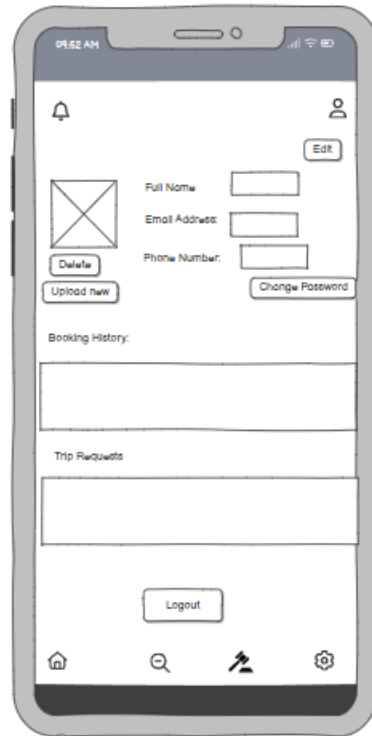 09:52 AM
Edit
Full Name
Email Address:
Phone Number:
Delete
Upload new
Change Password
Booking History:
Trip Requests
Logout